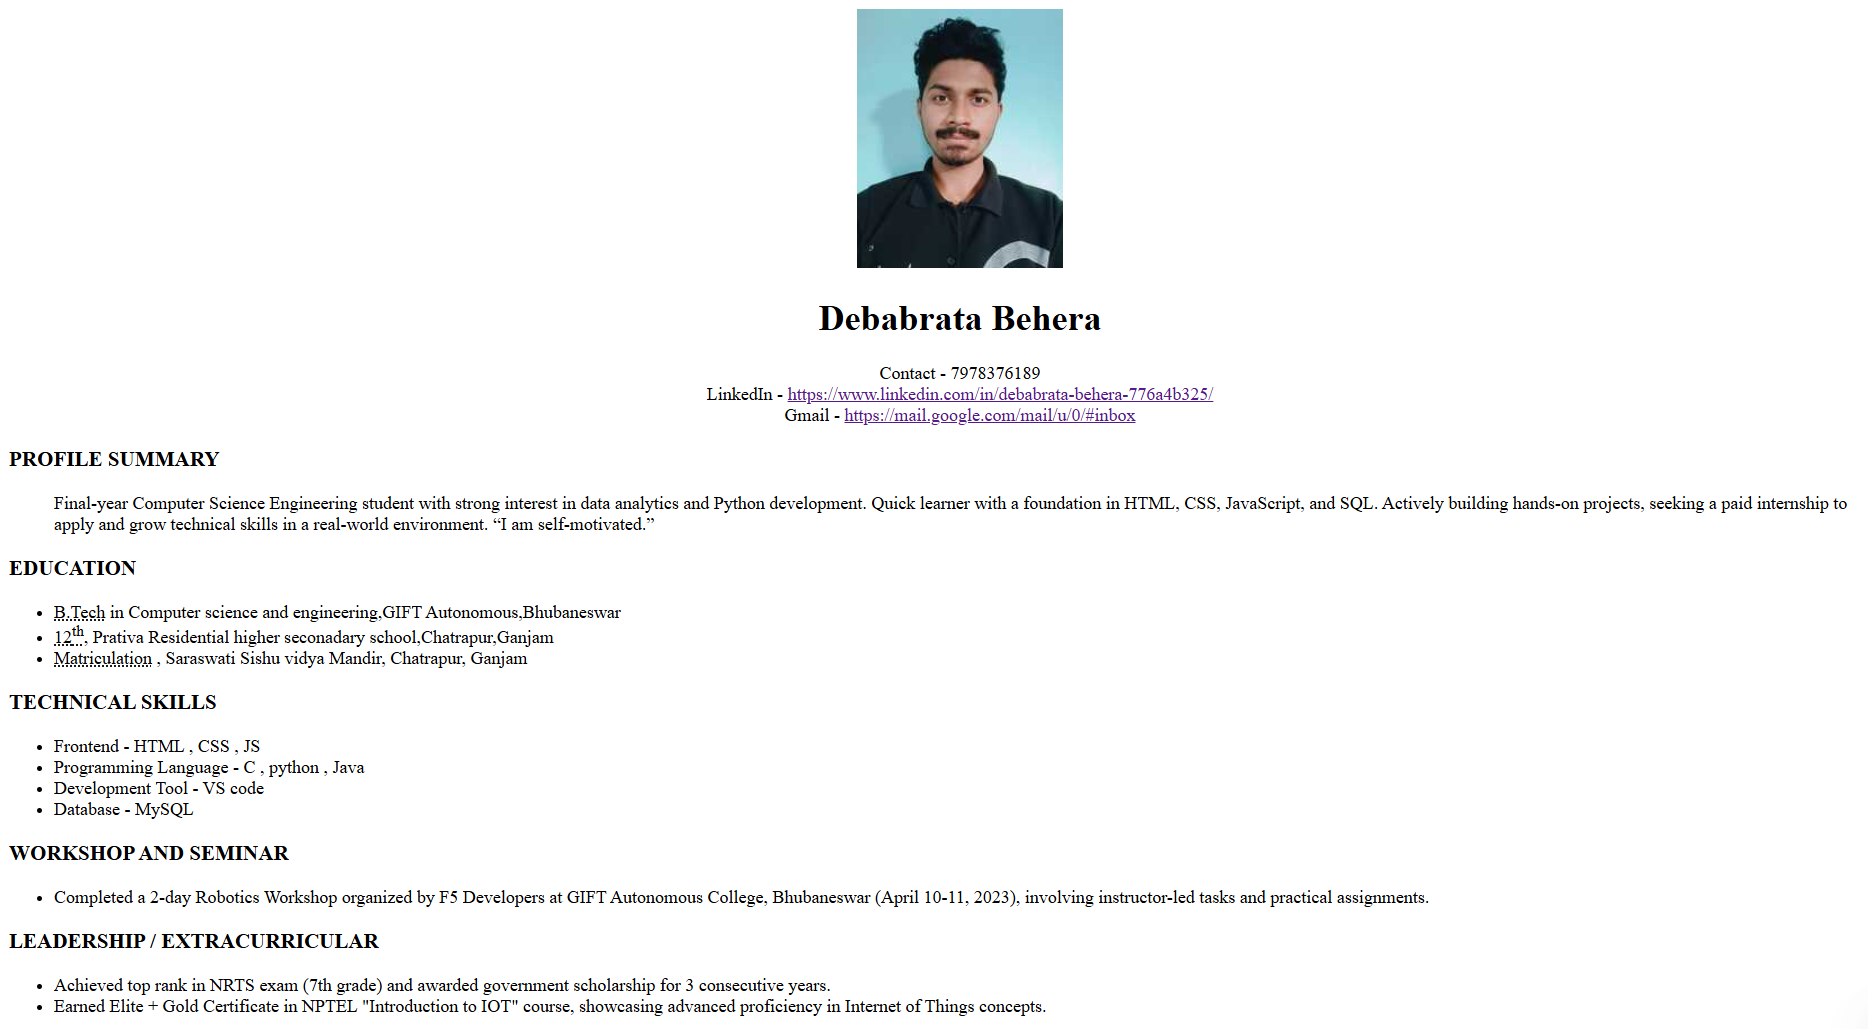 Debabrata Behera
Contact - 7978376189
LinkedIn - https://www.linkedin.com/in/debabrata-behera-776a4b325/
Gmail - https://mail.google.com/mail/u/0/#inbox
PROFILE SUMMARY
Final-year Computer Science Engineering student with strong interest in data analytics and Python development. Quick learner with a foundation in HTML, CSS, JavaScript, and SQL. Actively building hands-on projects, seeking a paid internship to
apply and grow technical skills in a real-world environment. “I am self-motivated.”
EDUCATION
• B.Tech in Computer science and engineering,GIFT Autonomous,Bhubaneswar
• 12th, Prativa Residential higher seconadary school,Chatrapur,Ganjam
• Matriculation , Saraswati Sishu vidya Mandir, Chatrapur, Ganjam
TECHNICAL SKILLS
• Frontend - HTML , CSS , JS
• Programming Language - C , python , Java
• Development Tool - VS code
• Database - MySQL
WORKSHOP AND SEMINAR
• Completed a 2-day Robotics Workshop organized by F5 Developers at GIFT Autonomous College, Bhubaneswar (April 10-11, 2023), involving instructor-led tasks and practical assignments.
LEADERSHIP / EXTRACURRICULAR
• Achieved top rank in NRTS exam (7th grade) and awarded government scholarship for 3 consecutive years.
• Earned Elite + Gold Certificate in NPTEL "Introduction to IOT" course, showcasing advanced proficiency in Internet of Things concepts.